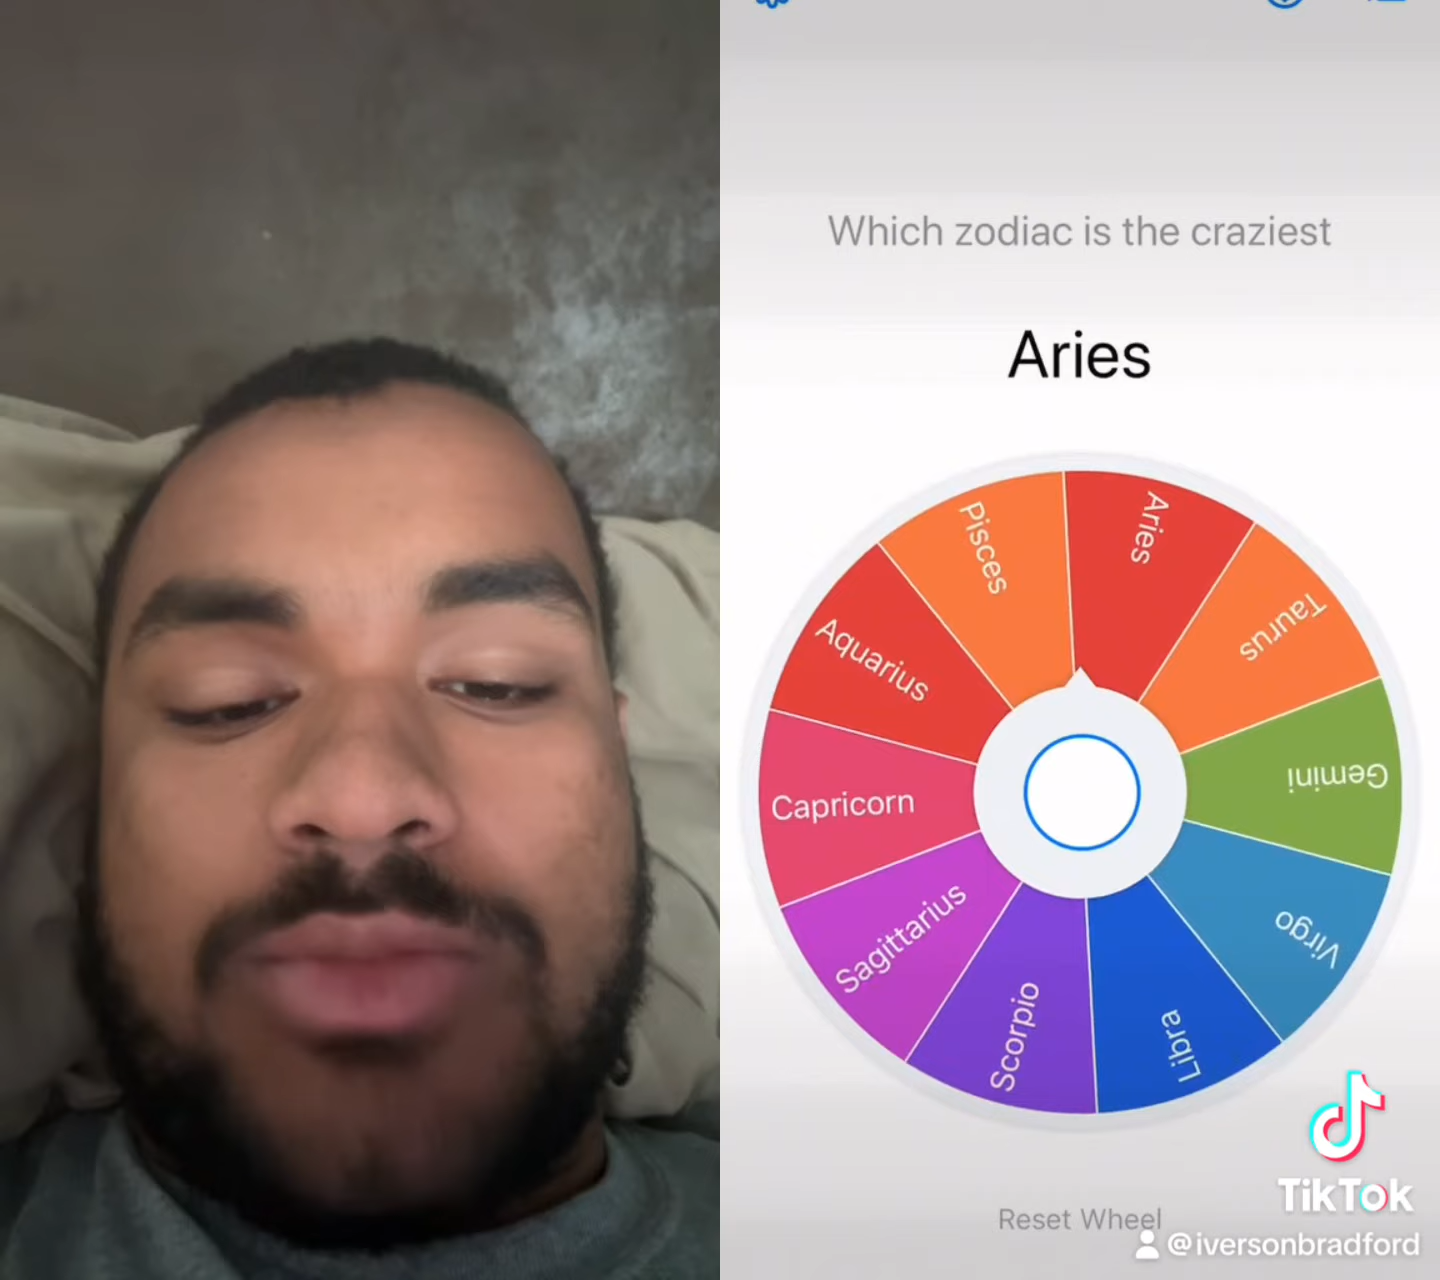 Which zodiac is the craziest
Aries
Pisces
Aries
Taurus
Gemini
Virgo
Libra
Scorpio
Sagittarius
Capricorn
Aquarius
Reset Wheel
TikTok
@iversonbradford